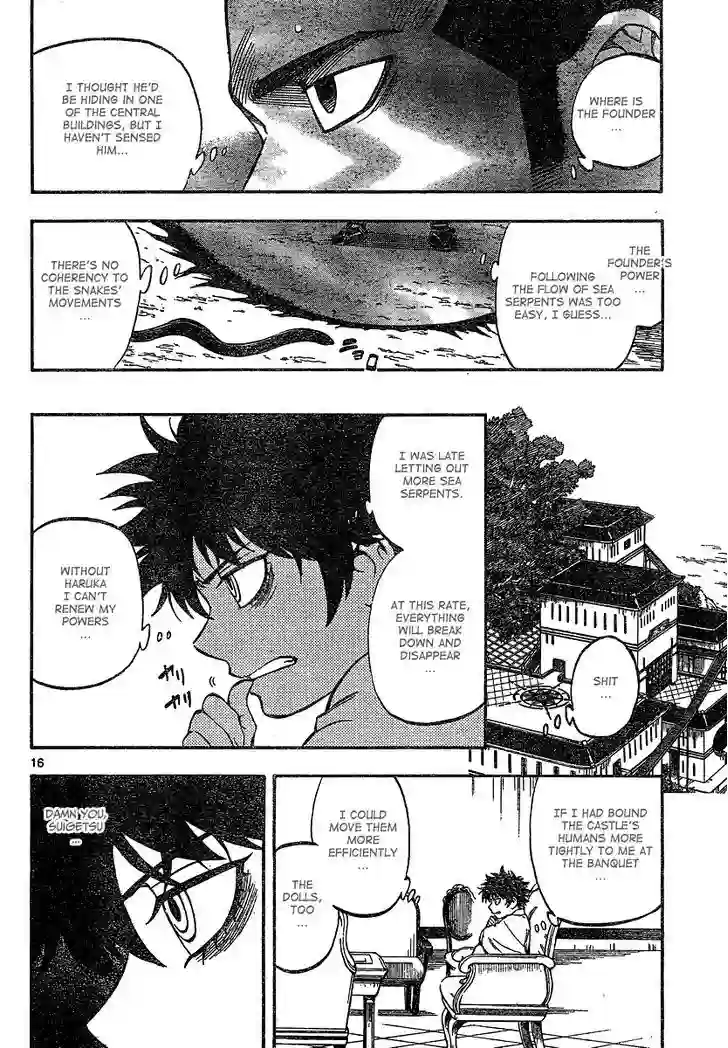 WHERE IS
THE FOUNDER
...
I THOUGHT HE'D
BE HIDING IN ONE
OF THE CENTRAL
BUILDINGS, BUT I
HAVEN'T SENSED
HIM...
THE
FOUNDER'S
POWER
...
FOLLOWING
THE FLOW OF SEA
SERPENTS WAS TOO
EASY, I GUESS...
THERE'S NO
COHERENCY TO
THE SNAKES'
MOVEMENTS
...
SHIT
...
I WAS LATE
LETTING OUT
MORE SEA
SERPENTS.
AT THIS RATE,
EVERYTHING
WILL BREAK
DOWN AND
DISAPPEAR
...
WITHOUT
HARUKA
I CAN'T
RENEW MY
POWERS
...
ガリ
ガリ
16
IF I HAD BOUND
THE CASTLE'S
HUMANS MORE
TIGHTLY TO ME AT
THE BANQUET
...
I COULD
MOVE THEM
MORE
EFFICIENTLY
...
THE
DOLLS,
TOO
...
DAMN YOU,
SUIGETSU
...